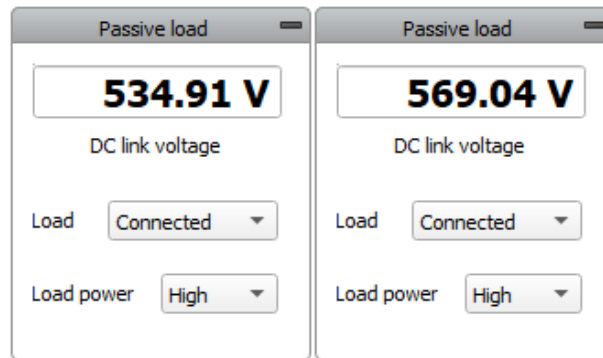 Passive load
534.91 V
DC link voltage
Load Connected
Load power High
Passive load
569.04 V
DC link voltage
Load Connected
Load power High